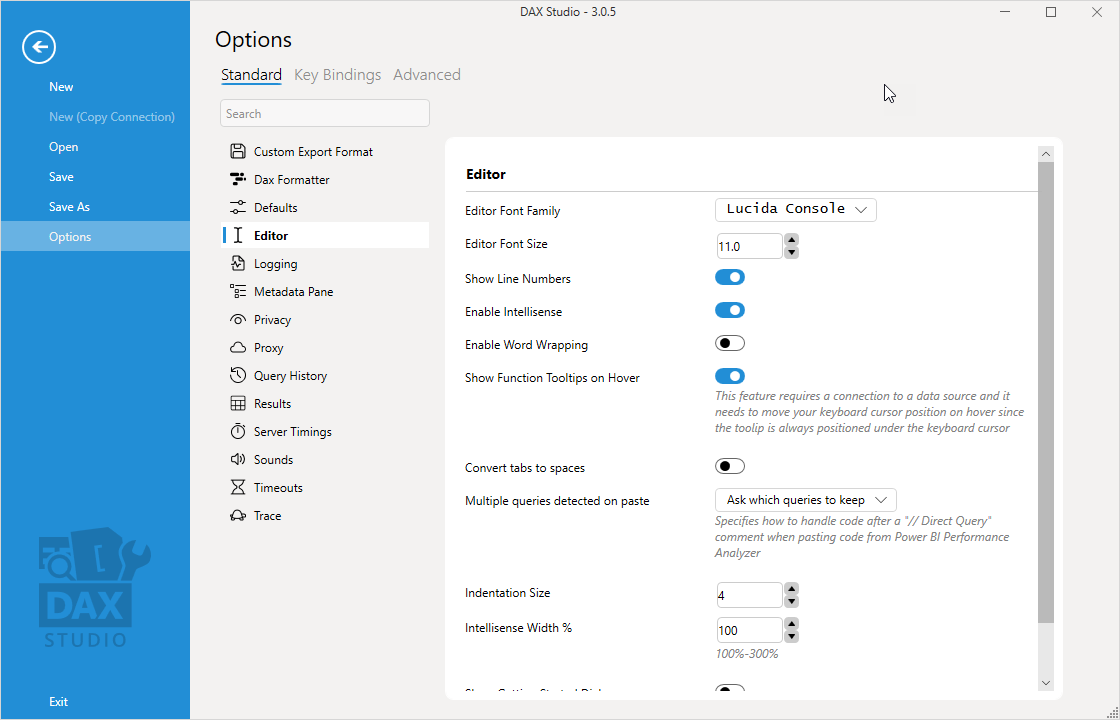 DAX Studio - 3.0.5
Options
Standard Key Bindings Advanced
Search
New
New (Copy Connection)
Open
Save
Save As
Options
DAX
STUDIO
Exit
Custom Export Format
Dax Formatter
Defaults
Editor
Logging
Metadata Pane
Privacy
Proxy
Query History
Results
Server Timings
Sounds
Timeouts
Trace
Editor
Editor Font Family Lucida Console
Editor Font Size 11.0
Show Line Numbers
Enable Intellisense
Enable Word Wrapping
Show Function Tooltips on Hover
This feature requires a connection to a data source and it
needs to move your keyboard cursor position on hover since
the toolip is always positioned under the keyboard cursor
Convert tabs to spaces
Multiple queries detected on paste Ask which queries to keep
Specifies how to handle code after a "// Direct Query"
comment when pasting code from Power BI Performance
Analyzer
Indentation Size 4
Intellisense Width % 100
100%-300%